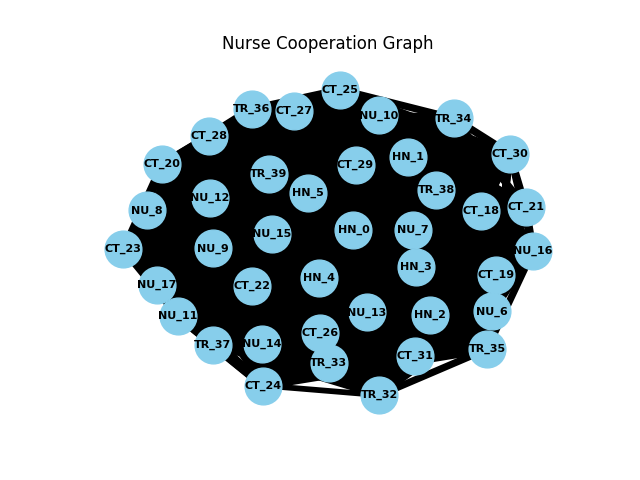 Nurse Cooperation Graph
CT_25
TR_36
CT_27
NU_10
TR_34
CT_28
CT_30
HN_1
CT_20
CT_29
TR_39
TR_38
HN_5
NU_12
NU_8
CT_18
CT_21
NU_15
HN_0
NU_7
CT_23
NU_9
NU_16
HN_3
CT_19
HN_4
NU_17
CT_22
NU_11
NU_13
HN_2
NU_6
CT_26
TR_37
NU_14
TR_35
CT_31
TR_33
CT_24
TR_32